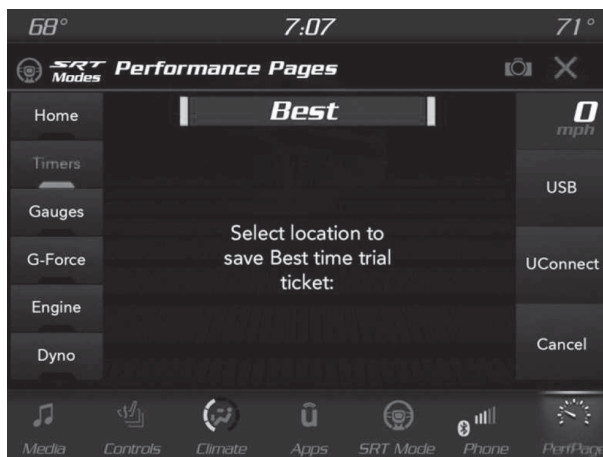 68° 7:07 71°
SRT Modes Performance Pages
Home
Timers
Gauges
G-Force
Engine
Dyno
Best
Select location to
save Best time trial
ticket:
0
mph
USB
UConnect
Cancel
Media Controls Climate Apps SRT Mode Phone PerfPage